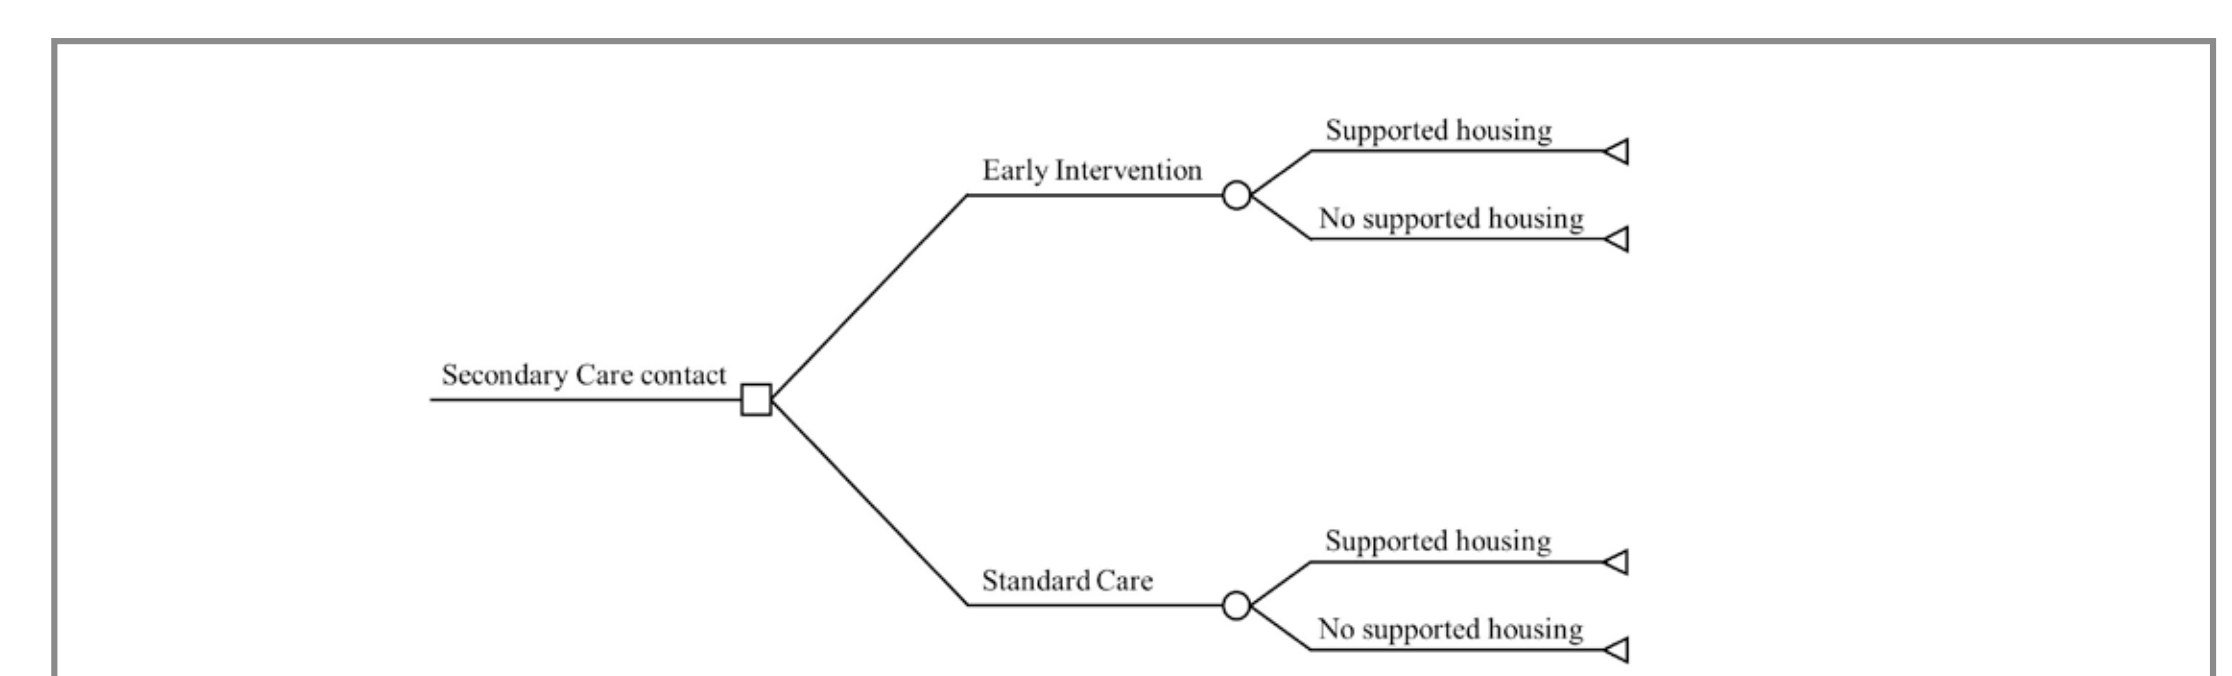 Supported housing
Early Intervention
No supported housing
Secondary Care contact
Supported housing
Standard Care
No supported housing